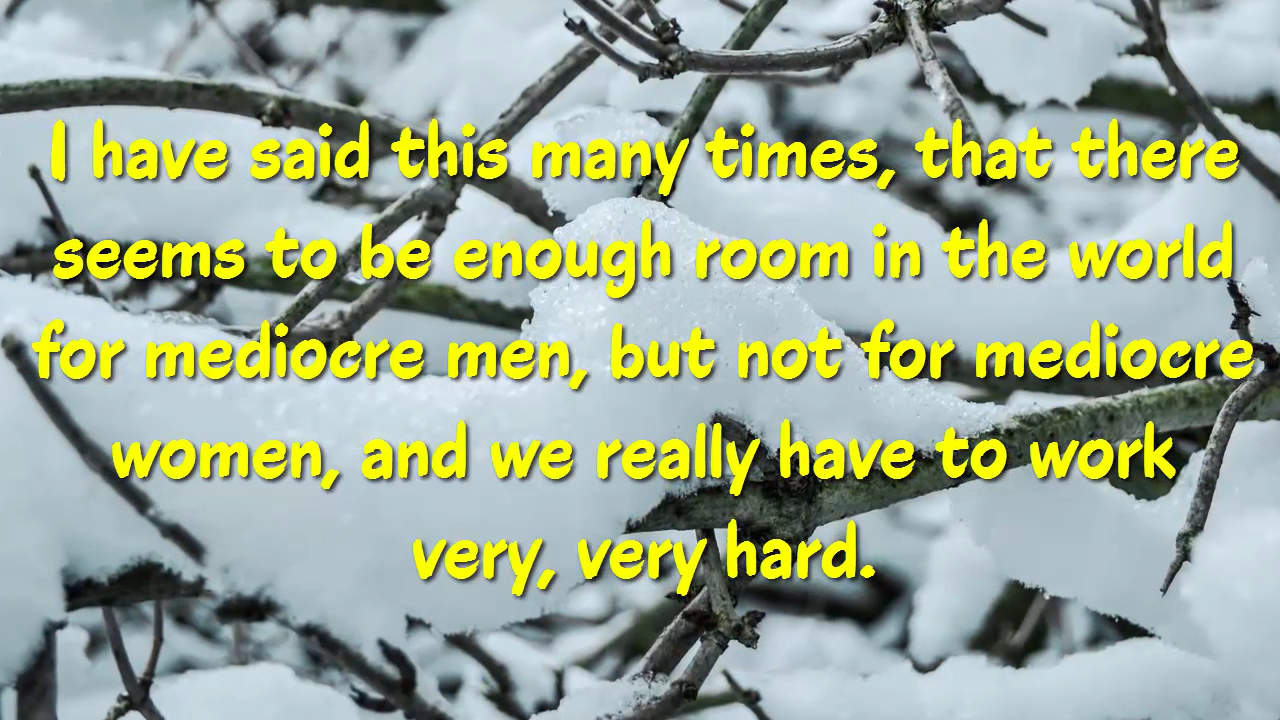 I have said this many times, that there
seems to be enough room in the world
for mediocre men, but not for mediocre
women, and we really have to work
very, very hard.